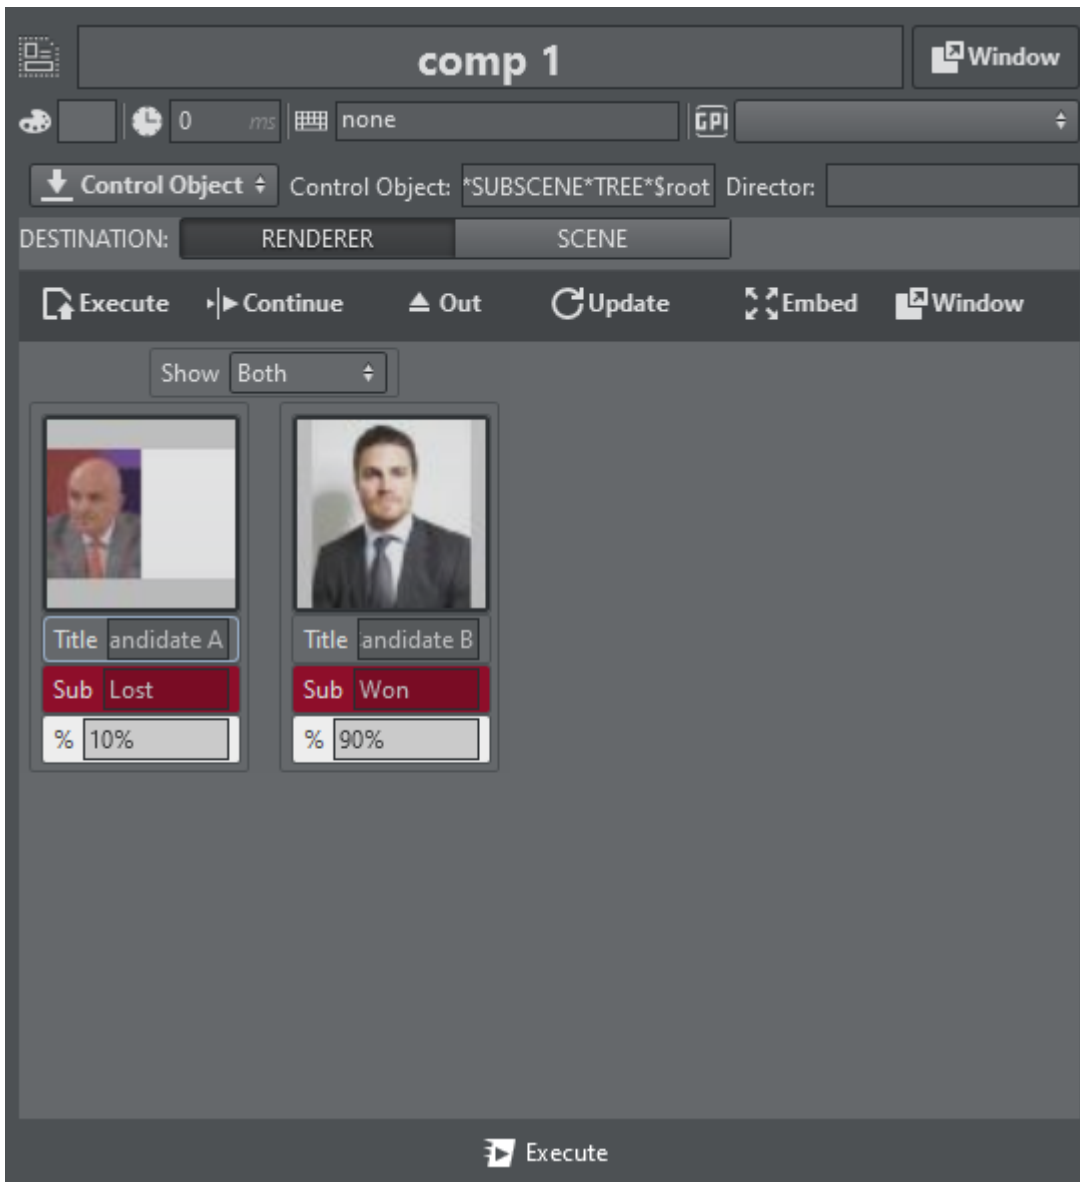 comp 1
Window
0 ms none GPI
Control Object Control Object: *SUBSCENE*TREE*$root Director:
DESTINATION: RENDERER SCENE
Execute Continue Out Update Embed Window
Show Both
Title andidate A Title andidate B
Sub Lost Sub Won
% 10% % 90%
Execute